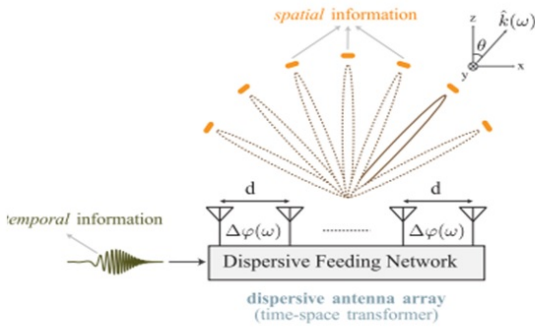 spatial information
z
k̂(ω)
θ
y
x
d
d
temporal information
Δφ(ω)
Δφ(ω)
Dispersive Feeding Network
dispersive antenna array
(time-space transformer)